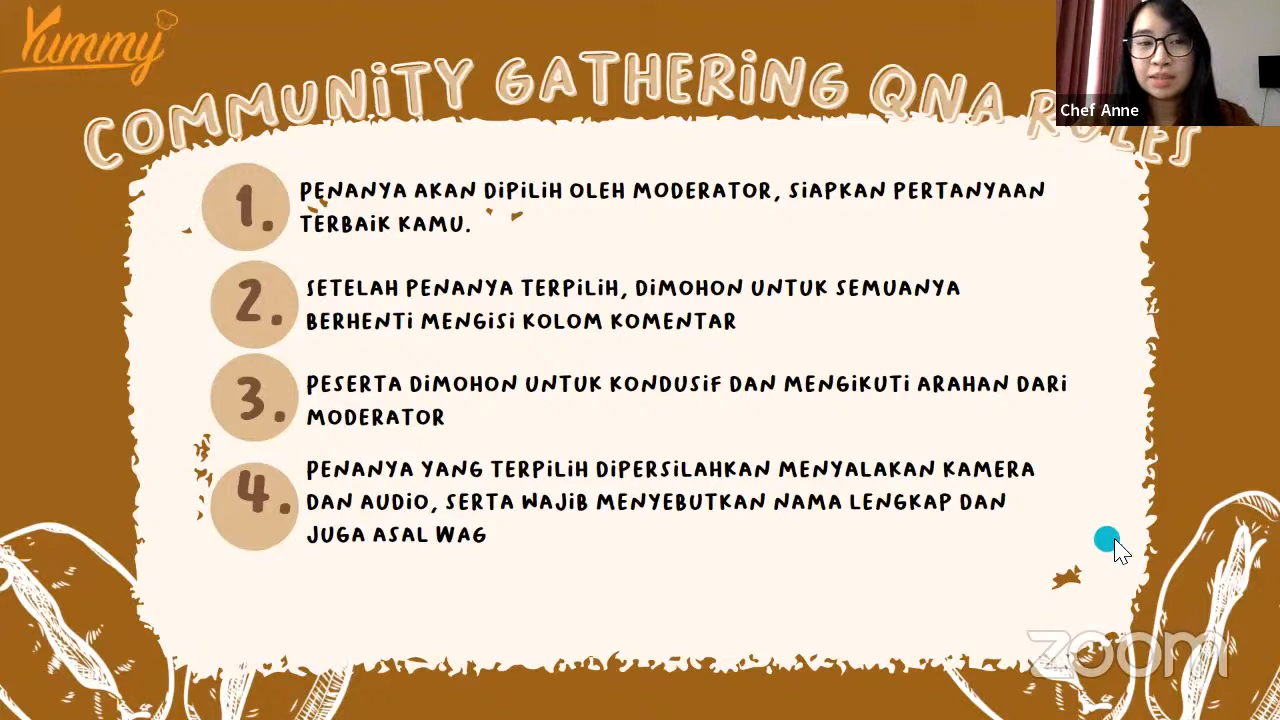 Yummy
COMMUNITY GATHERING QNA RULES
Chef Anne
1. PENANYA AKAN DIPILIH OLEH MODERATOR, SIAPKAN PERTANYAAN
TERBAIK KAMU.
2. SETELAH PENANYA TERPILIH, DIMOHON UNTUK SEMUANYA
BERHENTI MENGISI KOLOM KOMENTAR
3. PESERTA DIMOHON UNTUK KONDUSIF DAN MENGIKUTI ARAHAN DARI
MODERATOR
4. PENANYA YANG TERPILIH DIPERSILAHKAN MENYALAKAN KAMERA
DAN AUDIO, SERTA WAJIB MENYEBUTKAN NAMA LENGKAP DAN
JUGA ASAL WAG
zoom